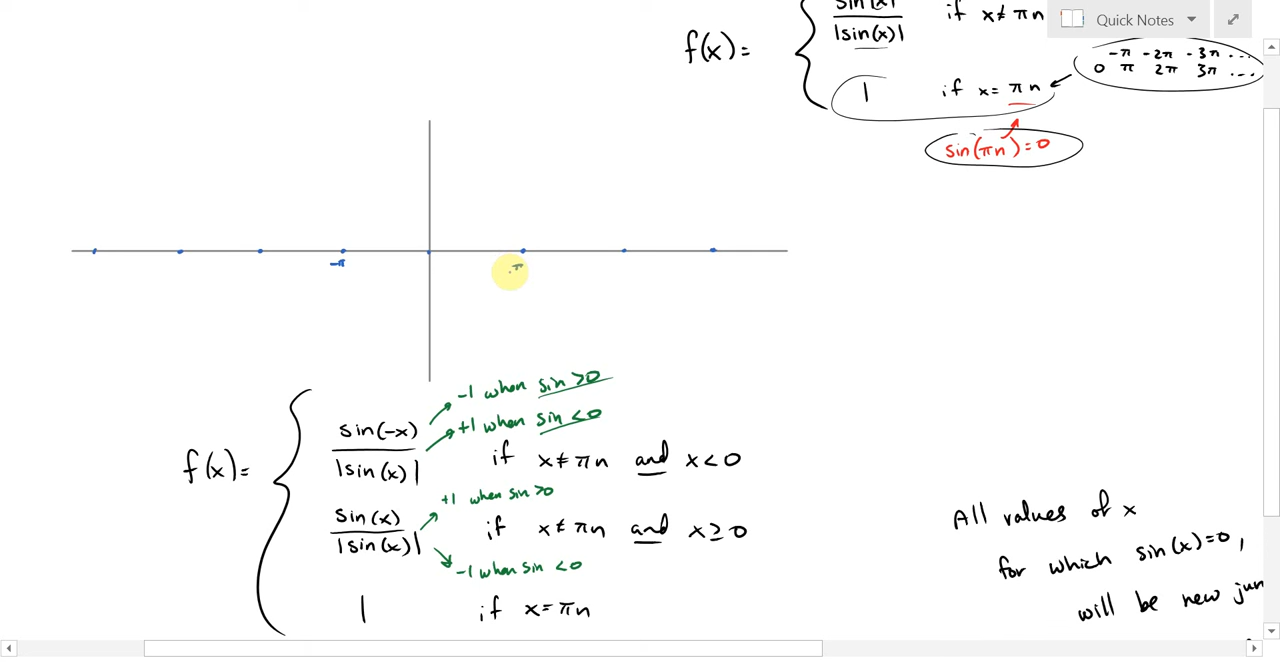 sin(x)
|sin(x)|
if x≠πn
Quick Notes
f(x)=
-π -2π -3π ...
0 π 2π 3π ...
1 if x=πn
sin(πn)=0
-π
π
-1 when sin>0
+1 when sin<0
sin(-x)
|sin(x)|
if x≠πn and x<0
f(x)=
+1 when sin>0
sin(x)
|sin(x)|
if x≠πn and x≥0
-1 when sin<0
1 if x=πn
All values of x
for which sin(x)=0,
will be new